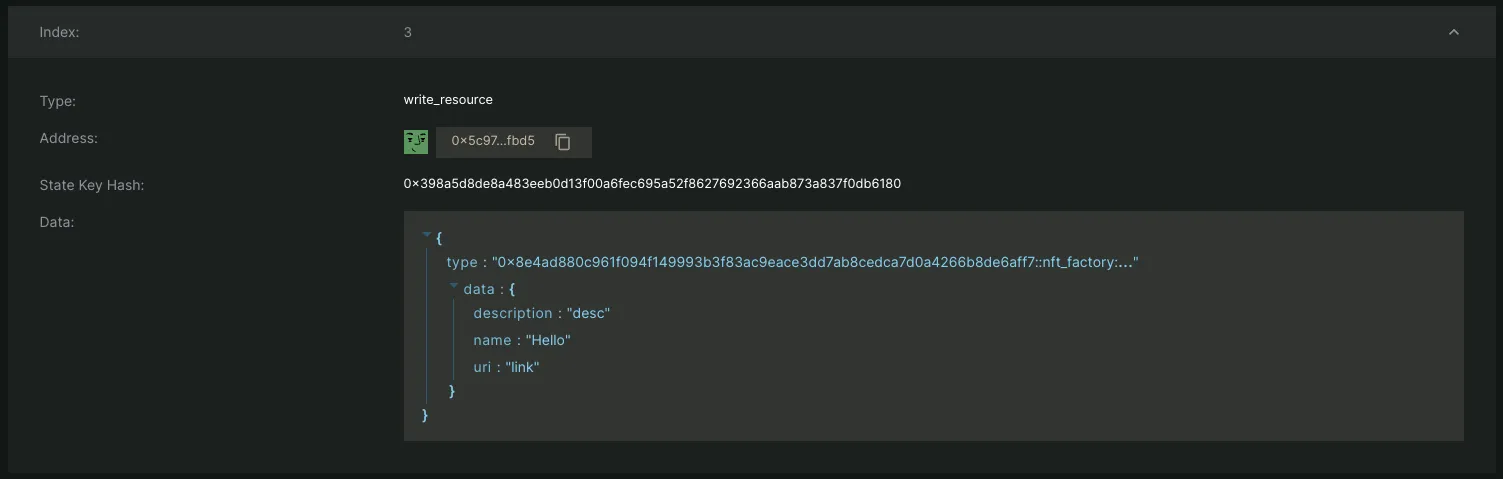 Index: 3
Type: write_resource
Address: 0x5c97...fbd5
State Key Hash: 0x398a5d8de8a483eeb0d13f00a6fec695a52f8627692366aab873a837f0db6180
Data:
{
type : "0x8e4ad880c961f094f149993b3f83ac9eace3dd7ab8cedca7d0a4266b8de6aff7::nft_factory:..."
data : {
description : "desc"
name : "Hello"
uri : "link"
}
}